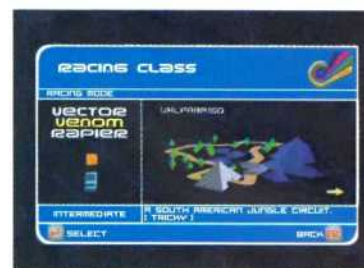 RACING CLASS
RACING MODE
VECTOR
VENOM
RAPIER
VALPARAISO
INTERMEDIATE
A SOUTH AMERICAN JUNGLE CIRCUIT.
[ TRICKY ]
SELECT
BACK